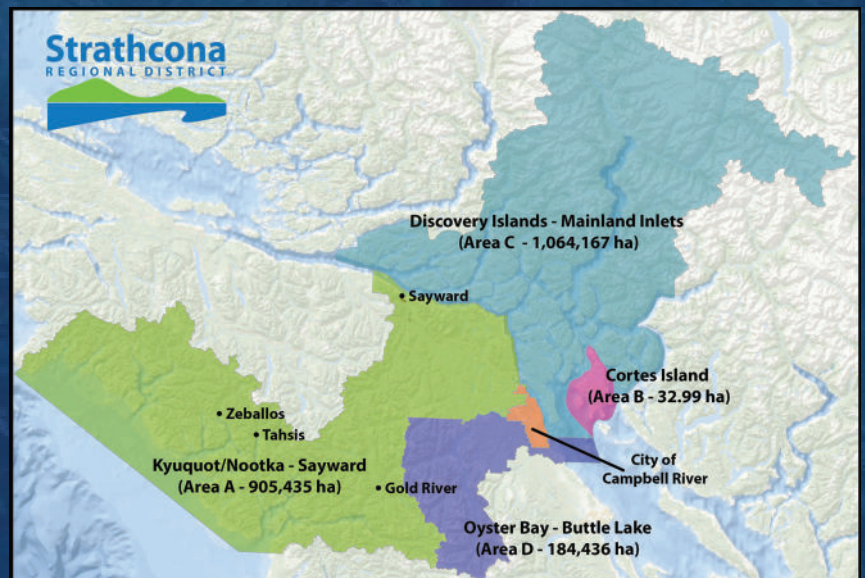 Strathcona
REGIONAL DISTRICT
Discovery Islands - Mainland Inlets
(Area C - 1,064,167 ha)
Sayward
Cortes Island
(Area B - 32.99 ha)
Zeballos
Tahsis
Kyuquot/Nootka - Sayward
(Area A - 905,435 ha)
Gold River
City of
Campbell River
Oyster Bay - Buttle Lake
(Area D - 184,436 ha)